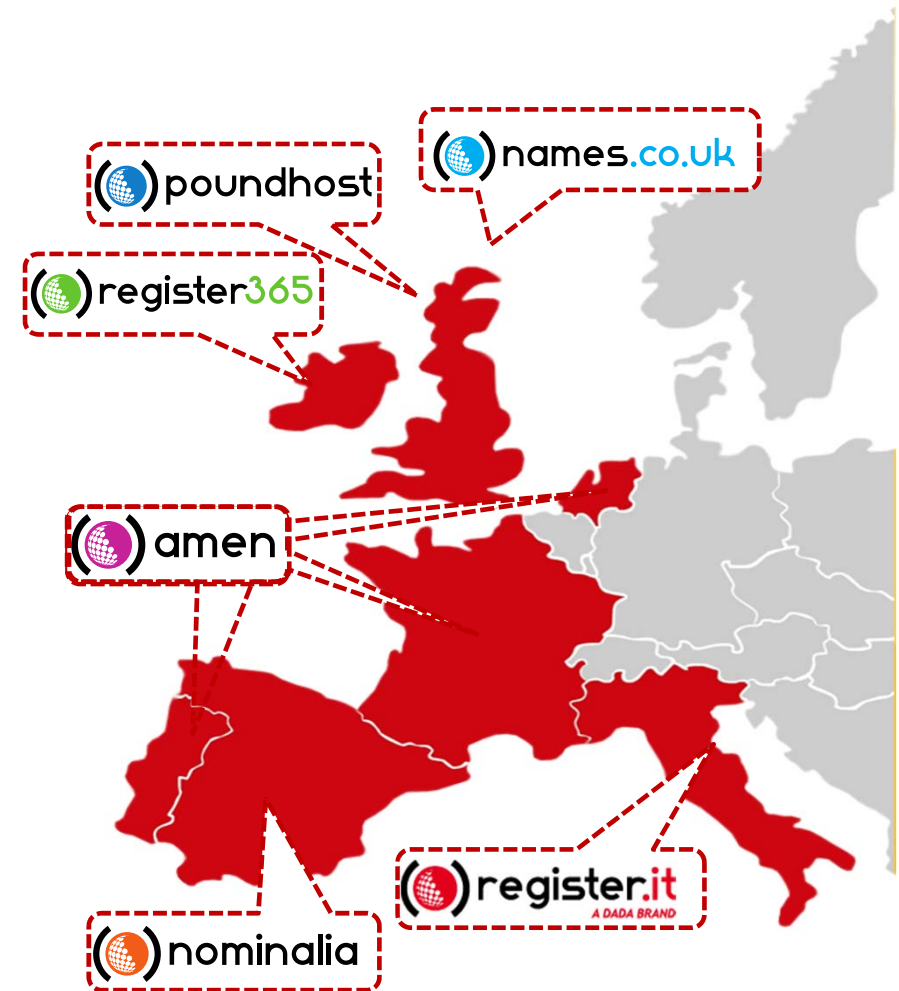 names.co.uk
poundhost
register365
amen
register.it
A DADA BRAND
nominalia